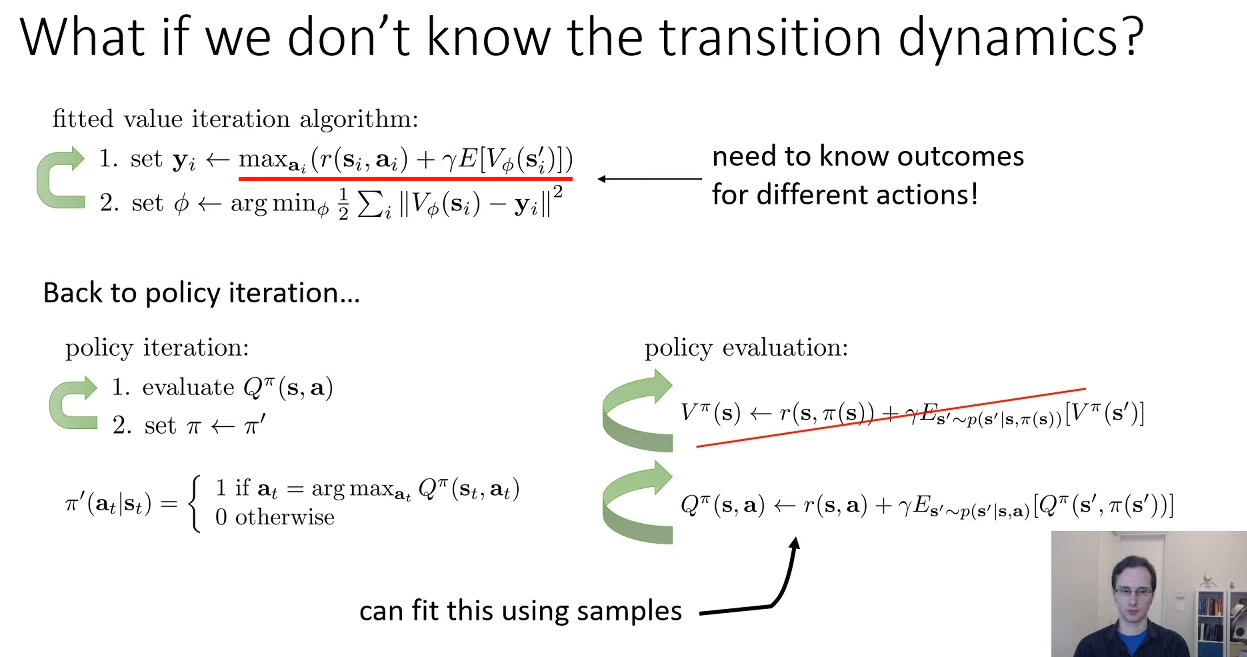 What if we don't know the transition dynamics?
fitted value iteration algorithm:
1. set $\mathbf{y}_i \leftarrow \max_{\mathbf{a}_i}(r(\mathbf{s}_i, \mathbf{a}_i) + \gamma E[V_\phi(\mathbf{s}_i')])$
2. set $\phi \leftarrow \arg\min_\phi \frac{1}{2} \sum_i \|V_\phi(\mathbf{s}_i) - \mathbf{y}_i\|^2$
need to know outcomes
for different actions!
Back to policy iteration…
policy iteration:
1. evaluate $Q^\pi(\mathbf{s}, \mathbf{a})$
2. set $\pi \leftarrow \pi'$
$\pi'(\mathbf{a}_t|\mathbf{s}_t) = \begin{cases} 1 \text{ if } \mathbf{a}_t = \arg\max_{\mathbf{a}_t} Q^\pi(\mathbf{s}_t, \mathbf{a}_t) \\ 0 \text{ otherwise} \end{cases}$
policy evaluation:
$V^\pi(\mathbf{s}) \leftarrow r(\mathbf{s}, \pi(\mathbf{s})) + \gamma E_{\mathbf{s}' \sim p(\mathbf{s}'|\mathbf{s}, \pi(\mathbf{s}))}[V^\pi(\mathbf{s}')]$
$Q^\pi(\mathbf{s}, \mathbf{a}) \leftarrow r(\mathbf{s}, \mathbf{a}) + \gamma E_{\mathbf{s}' \sim p(\mathbf{s}'|\mathbf{s}, \mathbf{a})}[Q^\pi(\mathbf{s}', \pi(\mathbf{s}'))]$
can fit this using samples